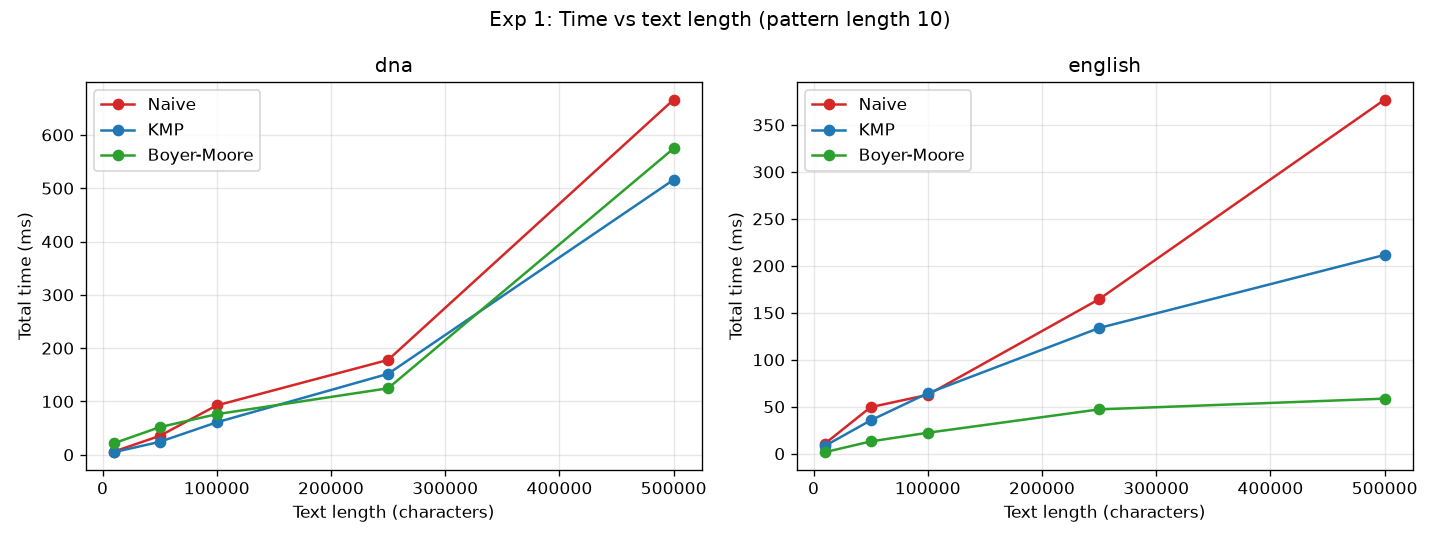 Exp 1: Time vs text length (pattern length 10)
dna
Naive
KMP
Boyer-Moore
600
500
400
300
200
100
0
Total time (ms)
0
100000
200000
300000
400000
500000
Text length (characters)
english
Naive
KMP
Boyer-Moore
350
300
250
200
150
100
50
0
Total time (ms)
0
100000
200000
300000
400000
500000
Text length (characters)